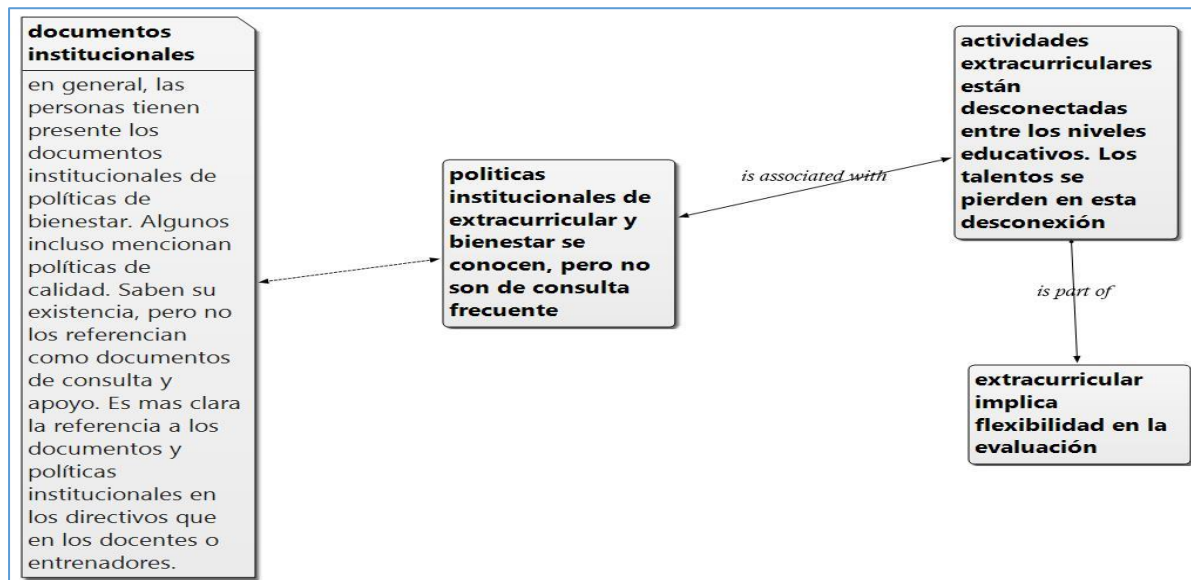 documentos
institucionales
en general, las
personas tienen
presente los
documentos
institucionales de
políticas de
bienestar. Algunos
incluso mencionan
políticas de
calidad. Saben su
existencia, pero no
los referencian
como documentos
de consulta y
apoyo. Es mas clara
la referencia a los
documentos y
políticas
institucionales en
los directivos que
en los docentes o
entrenadores.
politicas
institucionales de
extracurricular y
bienestar se
conocen, pero no
son de consulta
frecuente
is associated with
actividades
extracurriculares
están
desconectadas
entre los niveles
educativos. Los
talentos se
pierden en esta
desconexión
is part of
extracurricular
implica
flexibilidad en la
evaluación